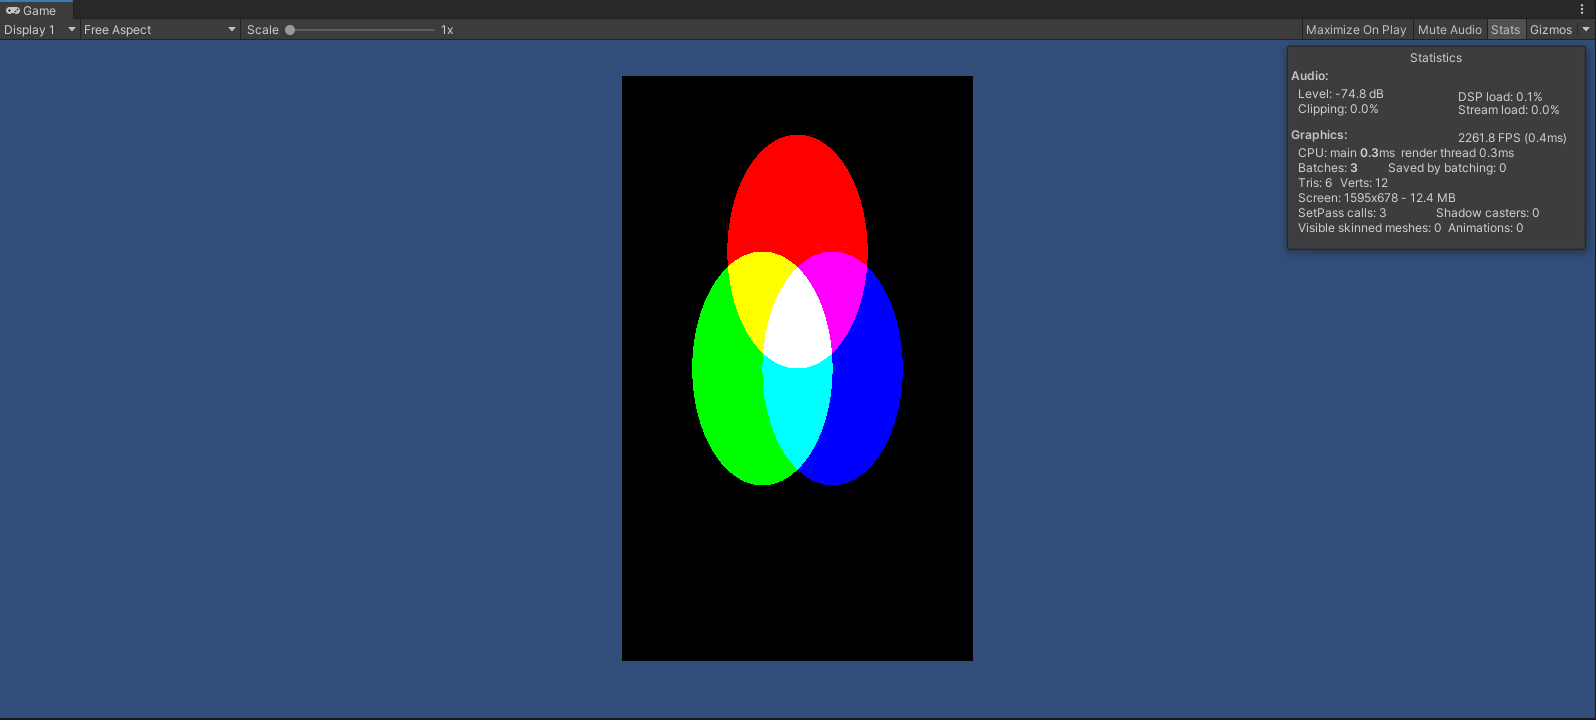 Game
Display 1 Free Aspect Scale 1x Maximize On Play Mute Audio Stats Gizmos
Statistics
Audio:
Level: -74.8 dB DSP load: 0.1%
Clipping: 0.0% Stream load: 0.0%
Graphics: 2261.8 FPS (0.4ms)
CPU: main 0.3ms render thread 0.3ms
Batches: 3 Saved by batching: 0
Tris: 6 Verts: 12
Screen: 1595x678 - 12.4 MB
SetPass calls: 3 Shadow casters: 0
Visible skinned meshes: 0 Animations: 0